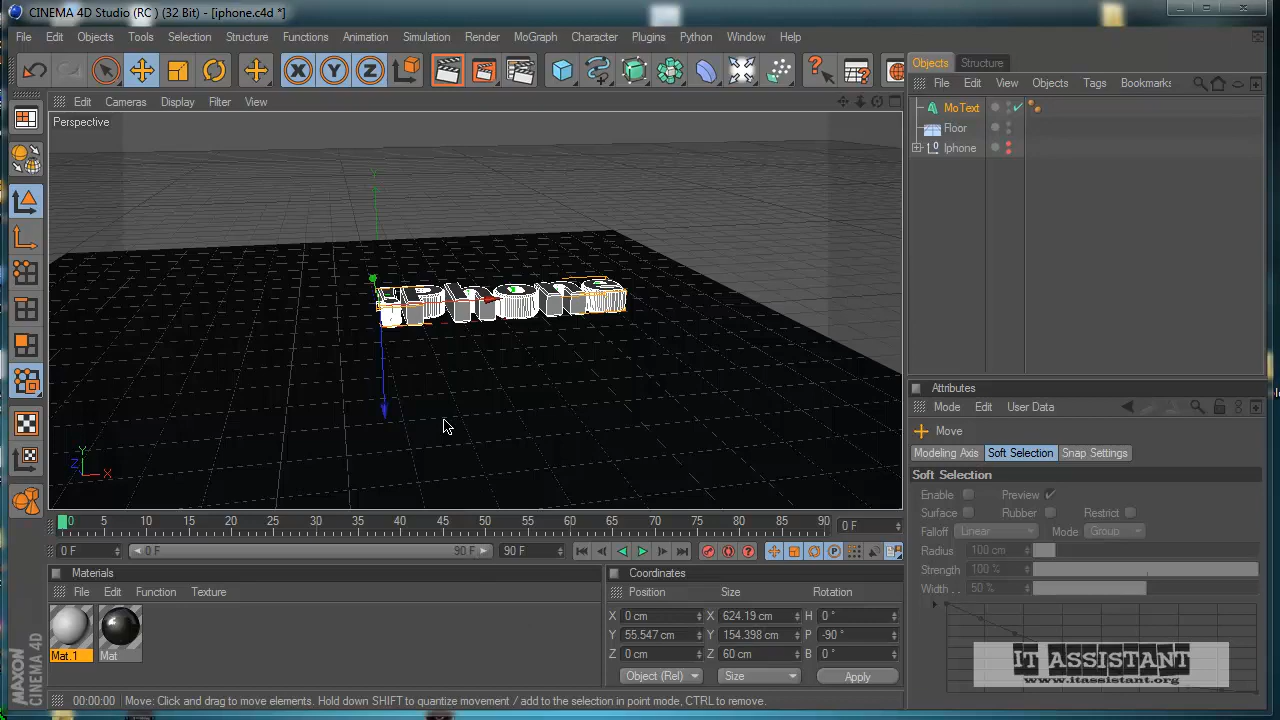 CINEMA 4D Studio (RC ) (32 Bit) - [iphone.c4d *]
File Edit Objects Tools Selection Structure Functions Animation Simulation Render MoGraph Character Plugins Python Window Help
X Y Z
Objects Structure
File Edit View Objects Tags Bookmarks
MoText
Floor
Iphone
Edit Cameras Display Filter View
Perspective
Y
Y
Z
X
Attributes
Mode Edit User Data
Move
Modeling Axis Soft Selection Snap Settings
Soft Selection
Enable Preview
Surface Rubber Restrict
Falloff Linear Mode Group
Radius 100 cm
Strength 100 %
Width . . 50 %
0 5 10 15 20 25 30 35 40 45 50 55 60 65 70 75 80 85 90 0 F
0 F 0 F 90 F 90 F
Materials
File Edit Function Texture
Mat.1 Mat
Coordinates
Position Size Rotation
X 0 cm X 624.19 cm H 0 °
Y 55.547 cm Y 154.398 cm P -90 °
Z 0 cm Z 60 cm B 0 °
Object (Rel) Size Apply
MAXON
CINEMA 4D
00:00:00 Move: Click and drag to move elements. Hold down SHIFT to quantize movement / add to the selection in point mode, CTRL to remove.
IT ASSISTANT
www.itassistant.org